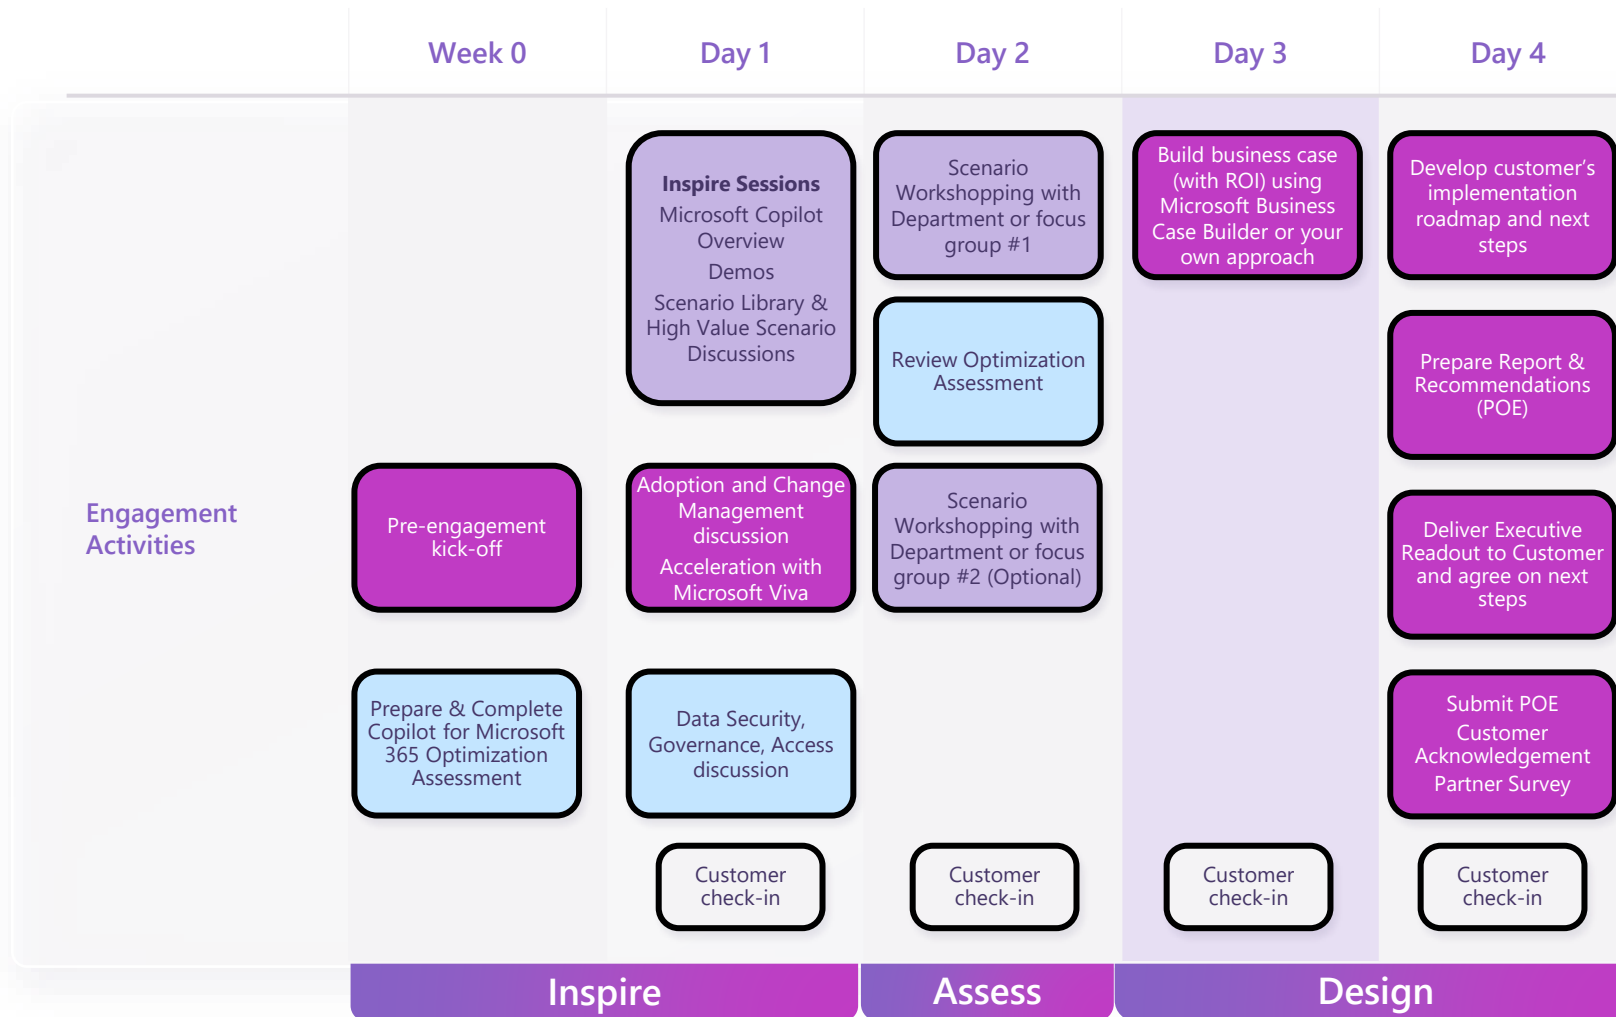 Week 0
Day 1
Day 2
Day 3
Day 4
Engagement
Activities
Pre-engagement
kick-off
Prepare & Complete
Copilot for Microsoft
365 Optimization
Assessment
Inspire Sessions
Microsoft Copilot
Overview
Demos
Scenario Library &
High Value Scenario
Discussions
Adoption and Change
Management
discussion
Acceleration with
Microsoft Viva
Data Security,
Governance, Access
discussion
Customer
check-in
Scenario
Workshopping with
Department or focus
group #1
Review Optimization
Assessment
Scenario
Workshopping with
Department or focus
group #2 (Optional)
Customer
check-in
Build business case
(with ROI) using
Microsoft Business
Case Builder or your
own approach
Customer
check-in
Develop customer’s
implementation
roadmap and next
steps
Prepare Report &
Recommendations
(POE)
Deliver Executive
Readout to Customer
and agree on next
steps
Submit POE
Customer
Acknowledgement
Partner Survey
Customer
check-in
Inspire
Assess
Design